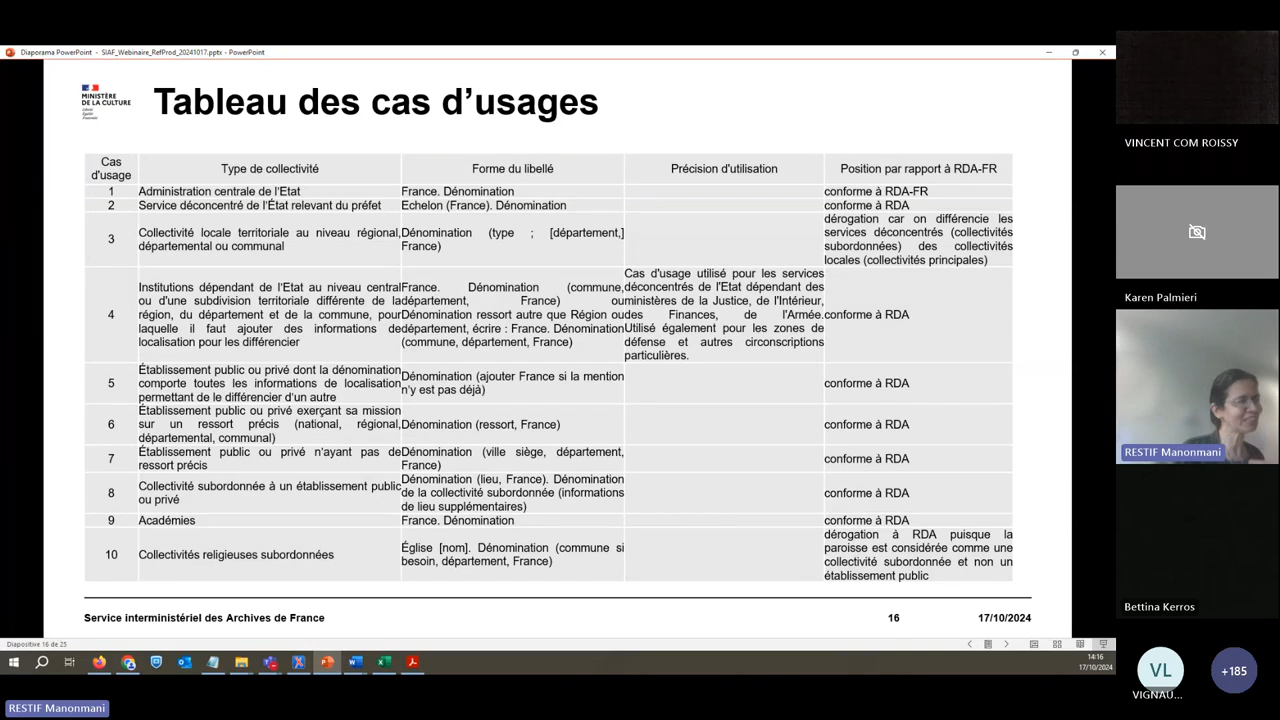 Diaporama PowerPoint - SIAF_Webinaire_RefProd_20241017.pptx - PowerPoint
MINISTÈRE
DE LA CULTURE
Liberté
Égalité
Fraternité
Tableau des cas d’usages
Cas
d'usage
Type de collectivité
Forme du libellé
Précision d'utilisation
Position par rapport à RDA-FR
1
Administration centrale de l’Etat
France. Dénomination
conforme à RDA-FR
2
Service déconcentré de l’État relevant du préfet
Echelon (France). Dénomination
conforme à RDA
3
Collectivité locale territoriale au niveau régional,
départemental ou communal
Dénomination (type ; [département,]
France)
dérogation car on différencie les
services déconcentrés (collectivités
subordonnées) des collectivités
locales (collectivités principales)
4
Institutions dépendant de l’Etat au niveau central
ou d'une subdivision territoriale différente de la
région, du département et de la commune, pour
laquelle il faut ajouter des informations de
localisation pour les différencier
France. Dénomination (commune,
département, France) ou
Dénomination ressort autre que Région ou
département, écrire : France. Dénomination
(commune, département, France)
Cas d'usage utilisé pour les services
déconcentrés de l'Etat dépendant des
ministères de la Justice, de l'Intérieur,
des Finances, de l'Armée.
Utilisé également pour les zones de
défense et autres circonscriptions
particulières.
conforme à RDA
5
Établissement public ou privé dont la dénomination
comporte toutes les informations de localisation
permettant de le différencier d’un autre
Dénomination (ajouter France si la mention
n’y est pas déjà)
conforme à RDA
6
Établissement public ou privé exerçant sa mission
sur un ressort précis (national, régional,
départemental, communal)
Dénomination (ressort, France)
conforme à RDA
7
Établissement public ou privé n’ayant pas de
ressort précis
Dénomination (ville siège, département,
France)
conforme à RDA
8
Collectivité subordonnée à un établissement public
ou privé
Dénomination (lieu, France). Dénomination
de la collectivité subordonnée (informations
de lieu supplémentaires)
conforme à RDA
9
Académies
France. Dénomination
conforme à RDA
10
Collectivités religieuses subordonnées
Église [nom]. Dénomination (commune si
besoin, département, France)
dérogation à RDA puisque la
paroisse est considérée comme une
collectivité subordonnée et non un
établissement public
Service interministériel des Archives de France
16
17/10/2024
Diapositive 16 de 25
14:16
17/10/2024
VINCENT COM ROISSY
Karen Palmieri
RESTIF Manonmani
Bettina Kerros
VL
VIGNAU...
+185
RESTIF Manonmani